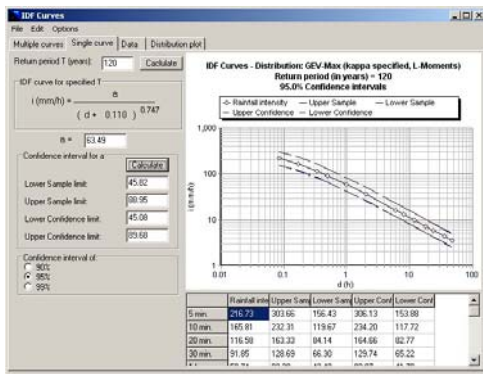 IDF Curves
File Edit Options
Multiple curves Single curve Data Distribution plot
Return period T (years): 120 Caclulate
IDF curve for specified T
a
i (mm/h) =
( d + 0.110 ) 0.747
a = 63.49
Confidence interval for a
Calculate
Lower Sample limit: 45.82
Upper Sample limit: 88.95
Lower Confidence limit: 45.08
Upper Confidence limit: 89.68
Confidence interval of:
90%
95%
99%
IDF Curves - Distribution: GEV-Max (kappa specified, L-Moments)
Return period (in years) = 120
95.0% Confidence intervals
Rainfall intensity Upper Sample Lower Sample
Upper Confidence Lower Confidence
1,000
100
10
1
i (mm/h)
0.01 0.1 1 10 100
d (h)
Rainfall inte Upper Sam Lower Sam Upper Conf Lower Conf
5 min. 216.73 303.66 156.43 306.13 153.88
10 min. 165.81 232.31 119.67 234.20 117.72
20 min. 116.58 163.33 84.14 164.66 82.77
30 min. 91.85 128.69 66.30 129.74 65.22